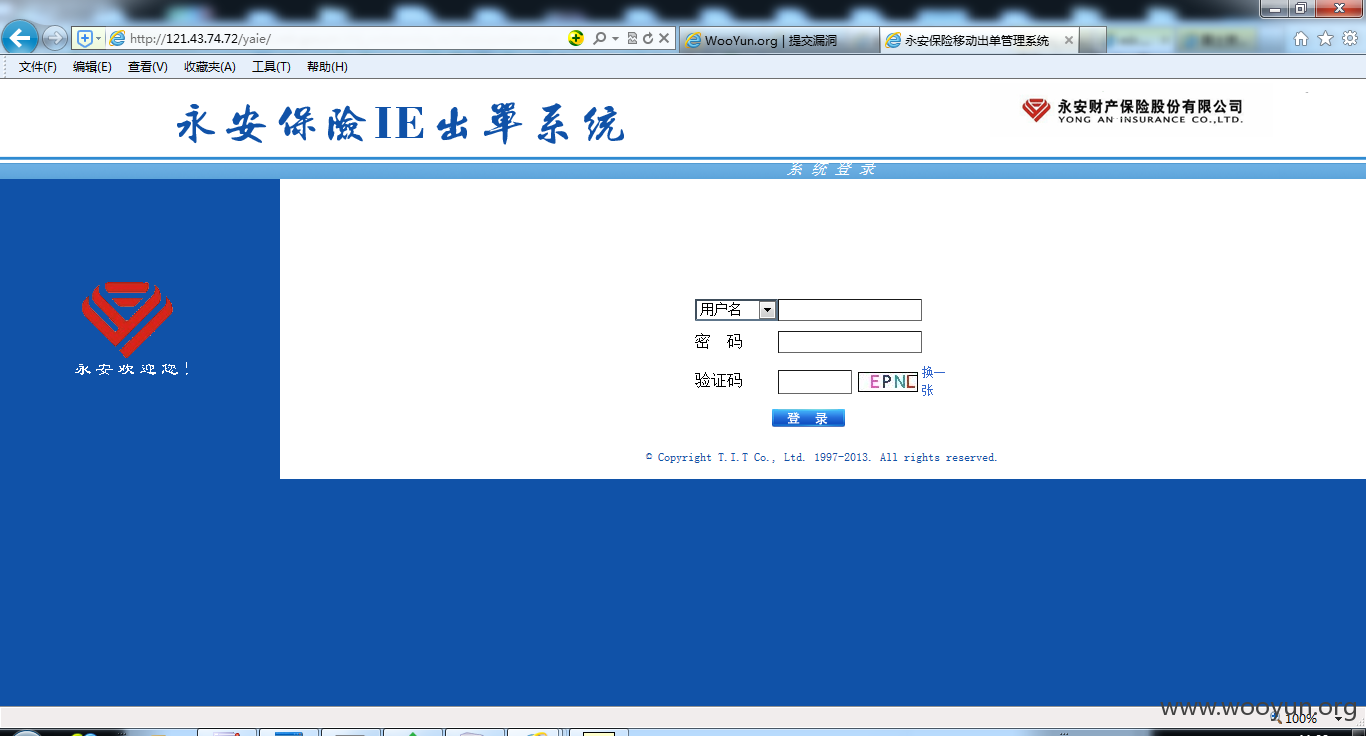 http://121.43.74.72/yaie/
WooYun.org | 提交漏洞
永安保险移动出单管理系统
文件(F) 编辑(E) 查看(V) 收藏夹(A) 工具(T) 帮助(H)
永安保險IE出單系统
永安财产保险股份有限公司
YONG AN INSURANCE CO.,LTD.
系统登录
永安欢迎您!
用户名
密 码
验证码
EPNL
换一
张
登 录
© Copyright T.I.T Co., Ltd. 1997-2013. All rights reserved.
www.wooyun.org
100%